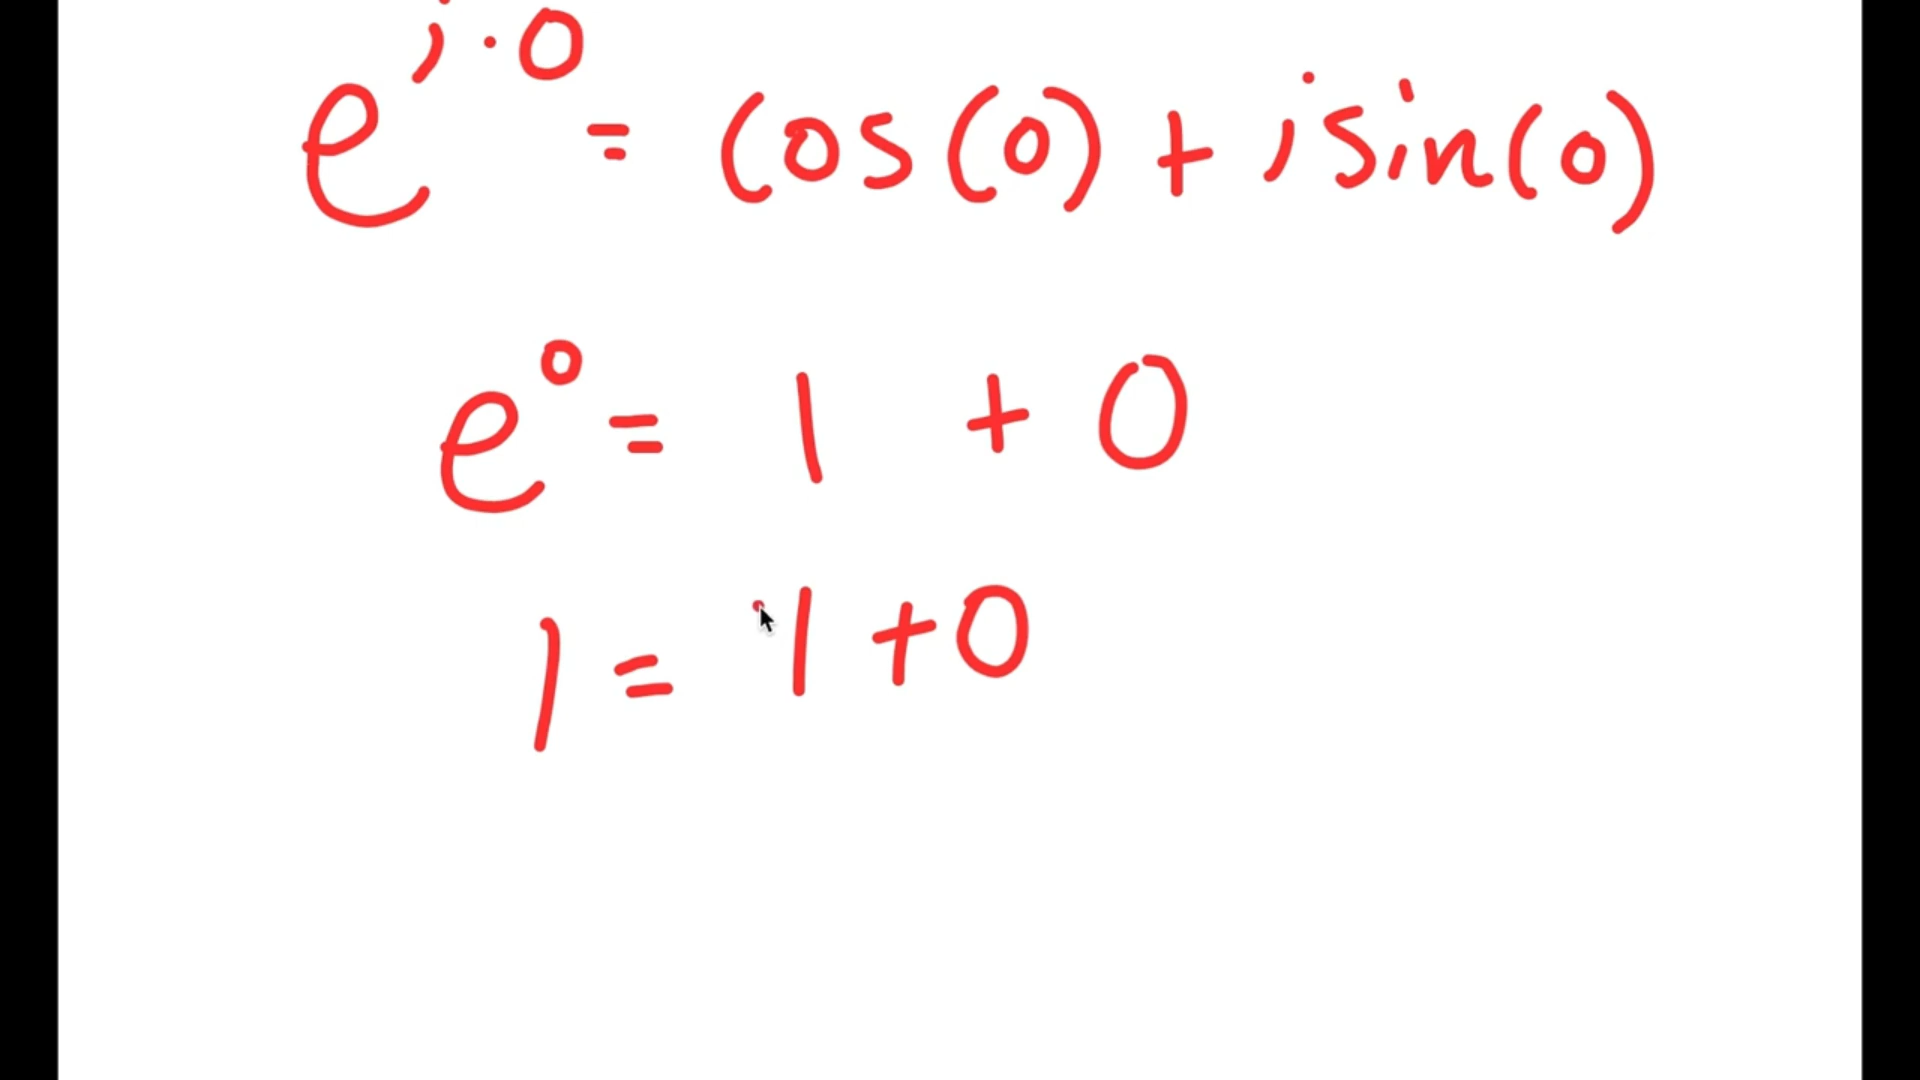 e^{i·0} = cos(0) + i sin(0)
e^0 = 1 + 0
1 = 1 + 0